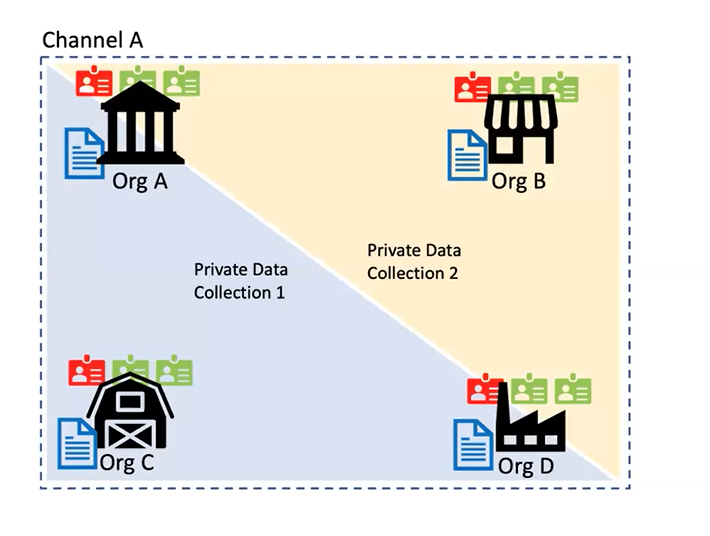 Channel A
Org A
Org B
Private Data
Collection 2
Private Data
Collection 1
Org C
Org D